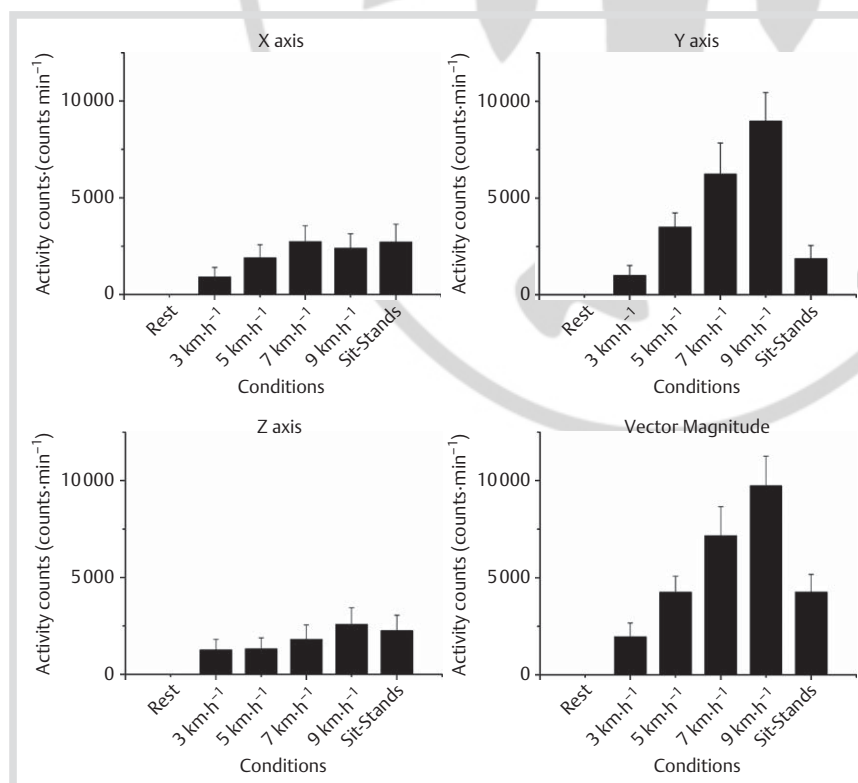 X axis
Activity counts·(counts min⁻¹)
10000
5000
0
Rest
3 km·h⁻¹
5 km·h⁻¹
7 km·h⁻¹
9 km·h⁻¹
Sit-Stands
Conditions
Y axis
Activity counts (counts·min⁻¹)
10000
5000
0
Rest
3 km·h⁻¹
5 km·h⁻¹
7 km·h⁻¹
9 km·h⁻¹
Sit-Stands
Conditions
Z axis
Activity counts (counts·min⁻¹)
10000
5000
0
Rest
3 km·h⁻¹
5 km·h⁻¹
7 km·h⁻¹
9 km·h⁻¹
Sit-Stands
Conditions
Vector Magnitude
Activity counts (counts·min⁻¹)
10000
5000
0
Rest
3 km·h⁻¹
5 km·h⁻¹
7 km·h⁻¹
9 km·h⁻¹
Sit-Stands
Conditions